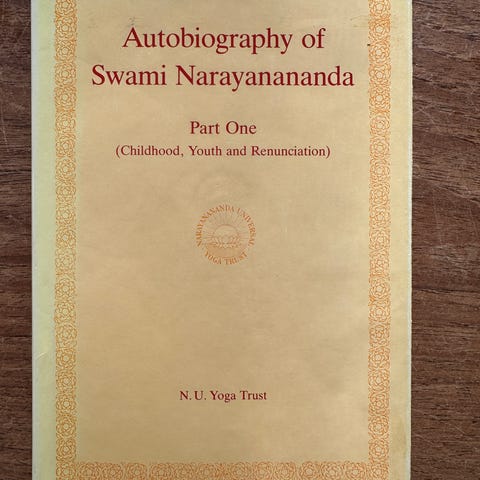 Autobiography of
Swami Narayanananda
Part One
(Childhood, Youth and Renunciation)
NARAYANANANDA UNIVERSAL
YOGA TRUST
N. U. Yoga Trust